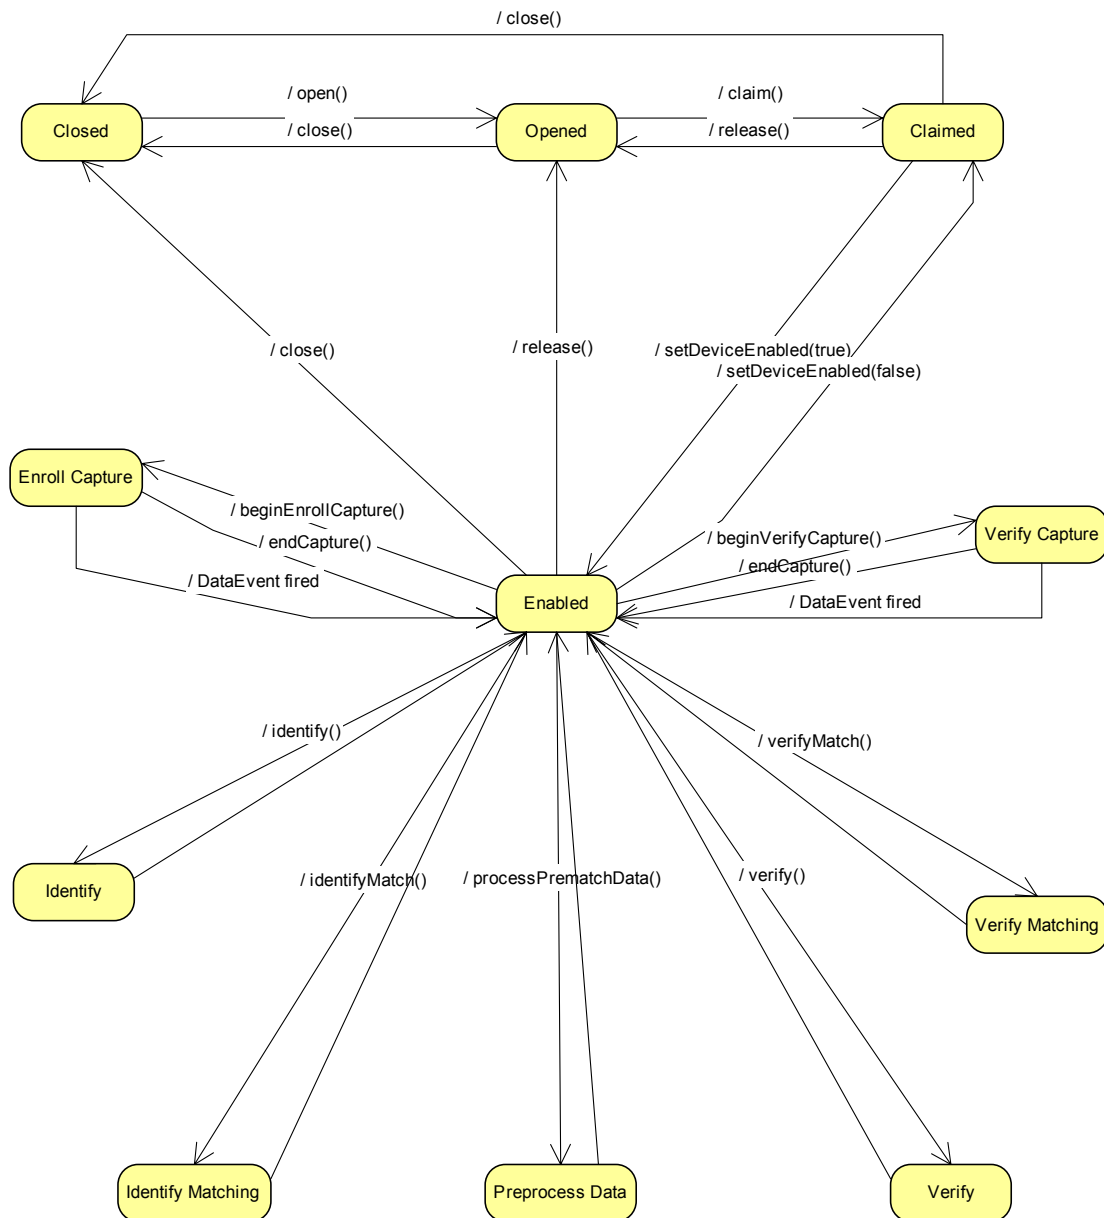 / close()
/ open()
/ claim()
Closed
/ close()
Opened
/ release()
Claimed
/ close()
/ release()
/ setDeviceEnabled(true)
/ setDeviceEnabled(false)
Enroll Capture
/ beginEnrollCapture()
/ endCapture()
/ DataEvent fired
/ beginVerifyCapture()
/ endCapture()
Verify Capture
/ DataEvent fired
Enabled
/ identify()
/ verifyMatch()
Identify
/ identifyMatch()
/ processPrematchData()
/ verify()
Verify Matching
Identify Matching
Preprocess Data
Verify